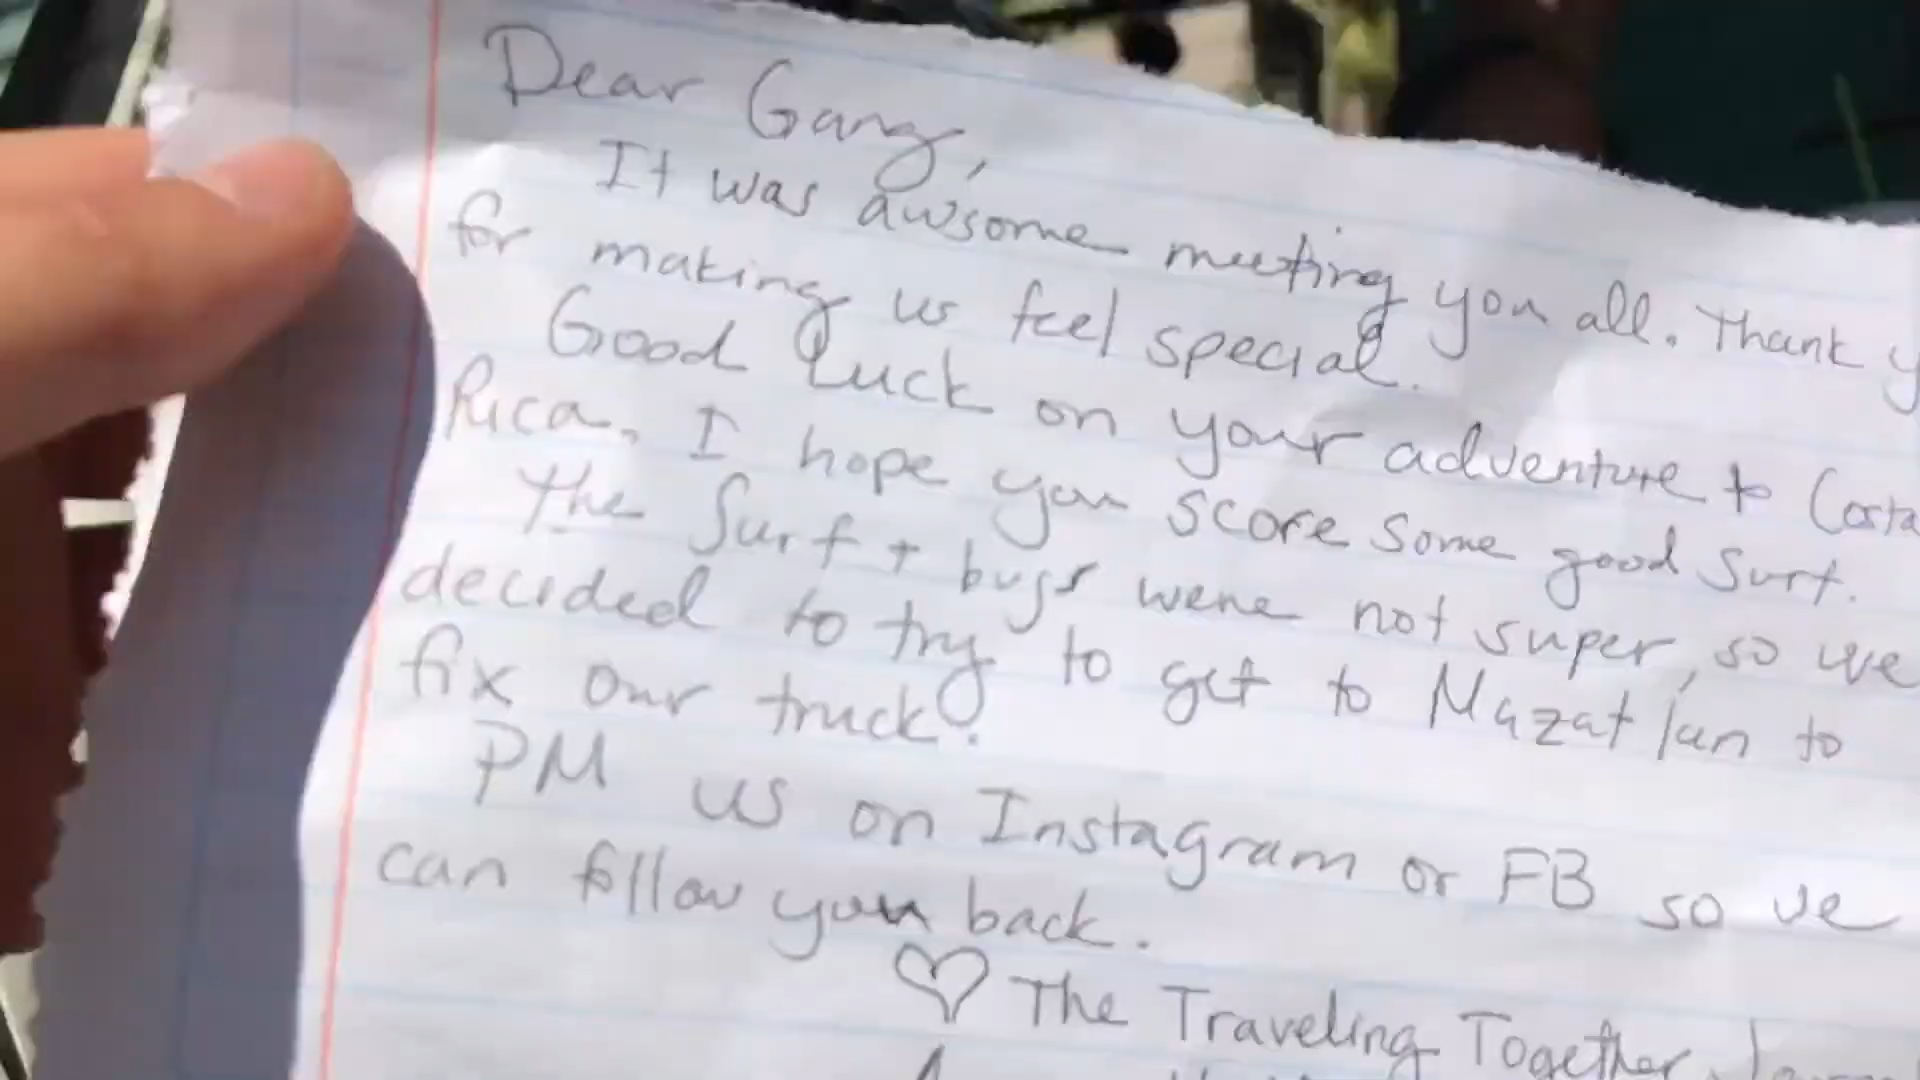 Dear Gang,
It was awsome meeting you all. Thank
for making us feel special.
Good Luck on your adventure to Costa
Rica. I hope you score some good surf.
The Surf + bugs were not super, so we
decided to try to get to Mazatlan to
fix our truck.
PM us on Instagram or FB so we
can follow you back.
♡ The Traveling Together